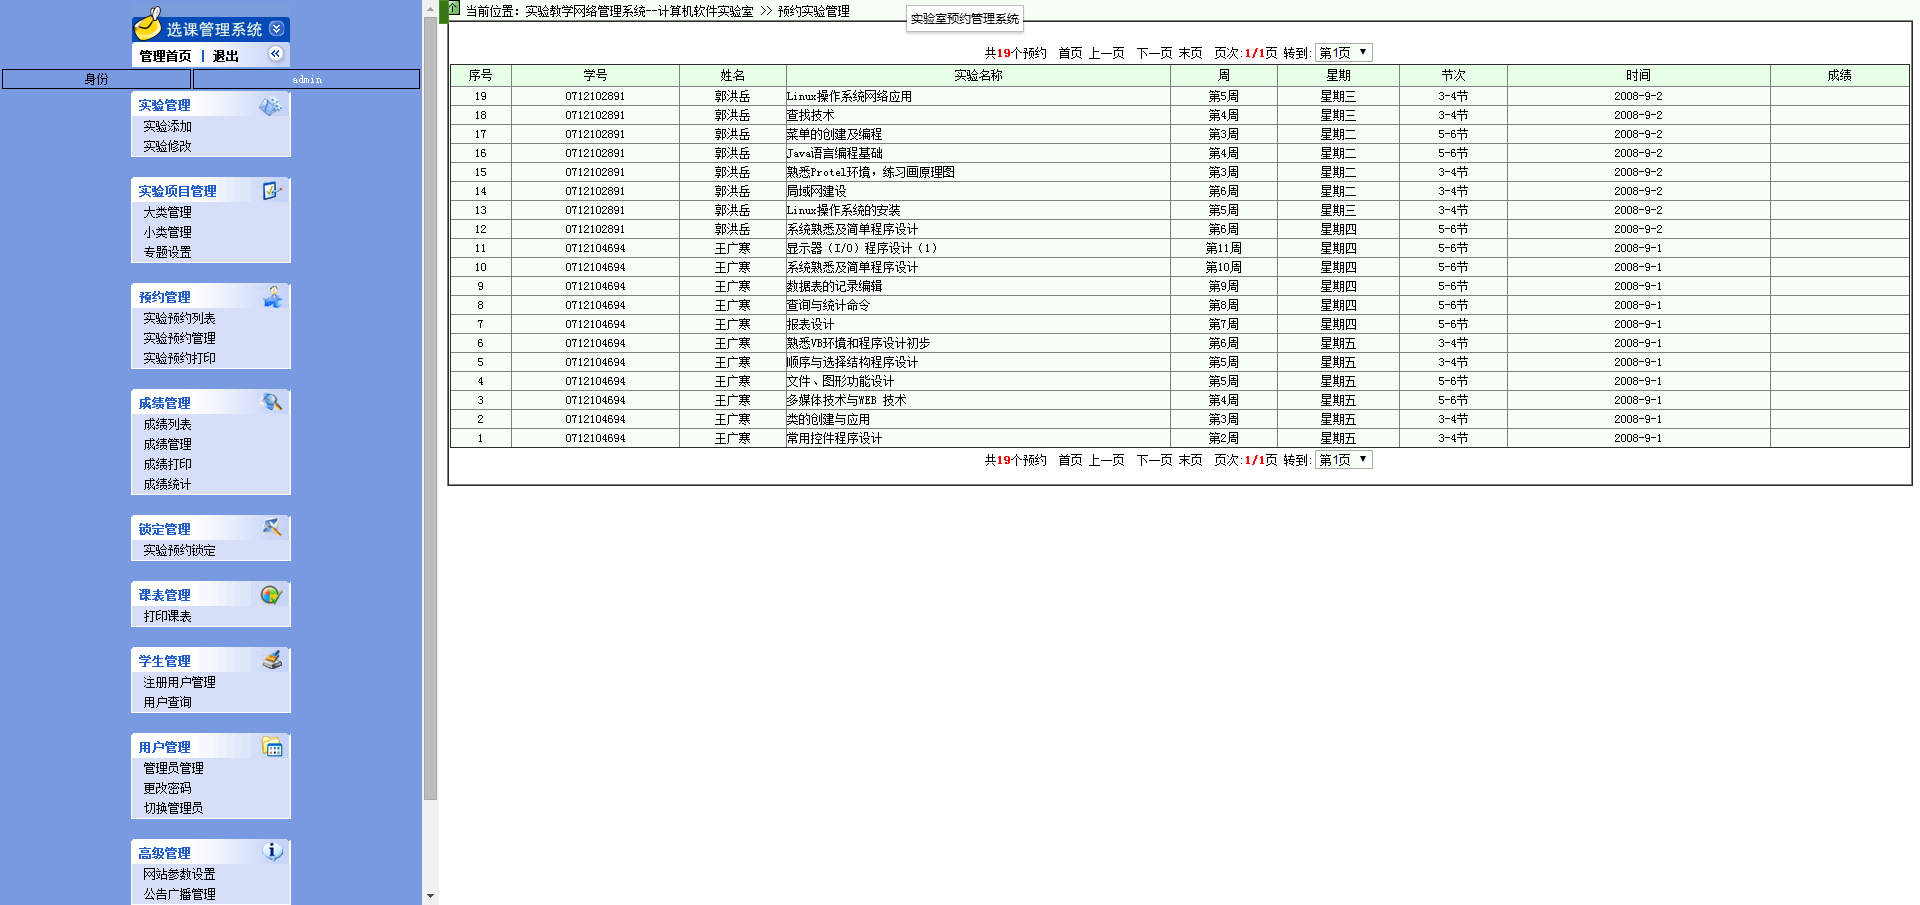 选课管理系统
管理首页 | 退出
身份 admin
实验管理
实验添加
实验修改
实验项目管理
大类管理
小类管理
专题设置
预约管理
实验预约列表
实验预约管理
实验预约打印
成绩管理
成绩列表
成绩管理
成绩打印
成绩统计
锁定管理
实验预约锁定
课表管理
打印课表
学生管理
注册用户管理
用户查询
用户管理
管理员管理
更改密码
切换管理员
高级管理
网站参数设置
公告广播管理
当前位置：实验教学网络管理系统--计算机软件实验室 >> 预约实验管理
实验室预约管理系统
共19个预约 首页 上一页 下一页 末页 页次:1/1页 转到: 第1页
序号 学号 姓名 实验名称 周 星期 节次 时间 成绩
19 0712102891 郭洪岳 Linux操作系统网络应用 第5周 星期三 3-4节 2008-9-2
18 0712102891 郭洪岳 查找技术 第4周 星期三 3-4节 2008-9-2
17 0712102891 郭洪岳 菜单的创建及编程 第3周 星期二 5-6节 2008-9-2
16 0712102891 郭洪岳 Java语言编程基础 第4周 星期二 5-6节 2008-9-2
15 0712102891 郭洪岳 熟悉Protel环境，练习画原理图 第3周 星期二 3-4节 2008-9-2
14 0712102891 郭洪岳 局域网建设 第6周 星期二 3-4节 2008-9-2
13 0712102891 郭洪岳 Linux操作系统的安装 第5周 星期三 3-4节 2008-9-2
12 0712102891 郭洪岳 系统熟悉及简单程序设计 第6周 星期四 5-6节 2008-9-2
11 0712104694 王广寒 显示器（I/O）程序设计（1） 第11周 星期四 5-6节 2008-9-1
10 0712104694 王广寒 系统熟悉及简单程序设计 第10周 星期四 5-6节 2008-9-1
9 0712104694 王广寒 数据表的记录编辑 第9周 星期四 5-6节 2008-9-1
8 0712104694 王广寒 查询与统计命令 第8周 星期四 5-6节 2008-9-1
7 0712104694 王广寒 报表设计 第7周 星期四 5-6节 2008-9-1
6 0712104694 王广寒 熟悉VB环境和程序设计初步 第6周 星期五 3-4节 2008-9-1
5 0712104694 王广寒 顺序与选择结构程序设计 第5周 星期五 3-4节 2008-9-1
4 0712104694 王广寒 文件、图形功能设计 第5周 星期五 5-6节 2008-9-1
3 0712104694 王广寒 多媒体技术与WEB 技术 第4周 星期五 5-6节 2008-9-1
2 0712104694 王广寒 类的创建与应用 第3周 星期五 3-4节 2008-9-1
1 0712104694 王广寒 常用控件程序设计 第2周 星期五 3-4节 2008-9-1
共19个预约 首页 上一页 下一页 末页 页次:1/1页 转到: 第1页